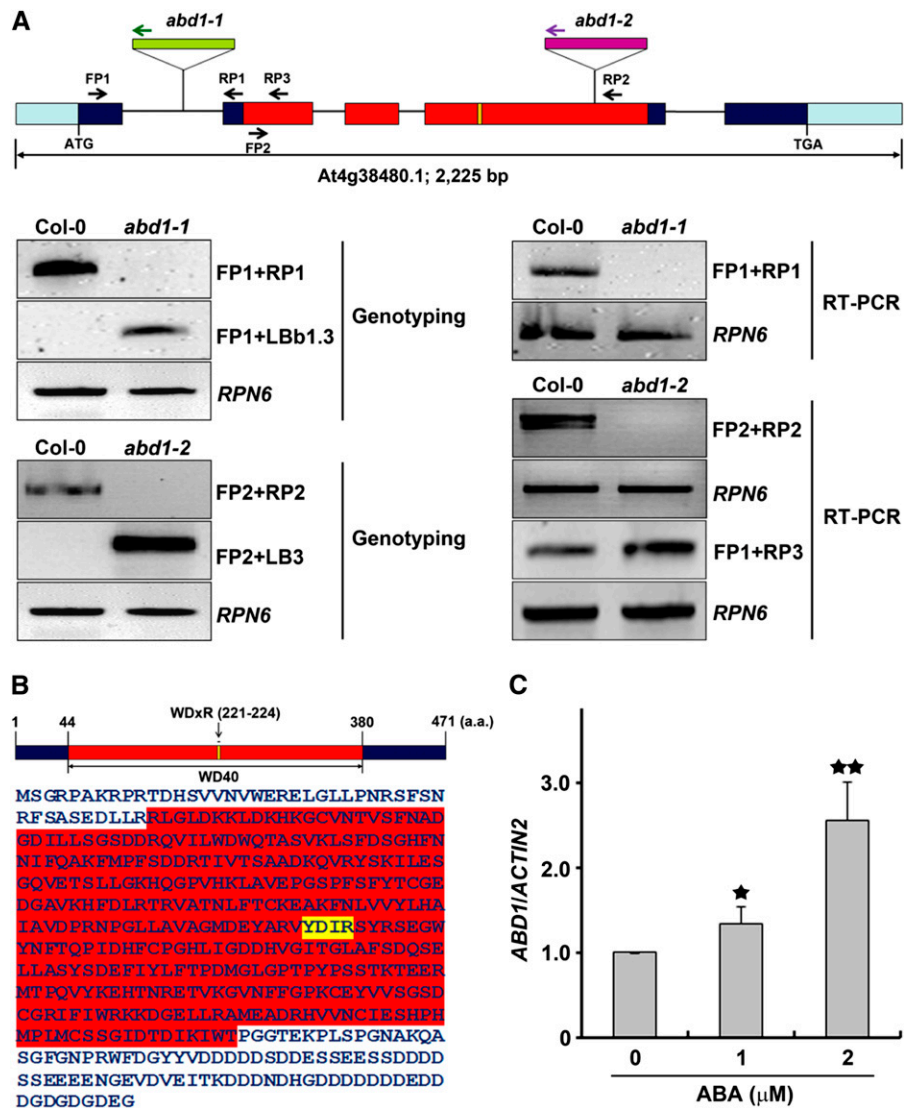 A
abd1-1
abd1-2
FP1
RP1
RP3
RP2
ATG
FP2
TGA
At4g38480.1; 2,225 bp
Col-0 abd1-1
FP1+RP1
FP1+LBb1.3
RPN6
Genotyping
Col-0 abd1-2
FP2+RP2
FP2+LB3
RPN6
Genotyping
Col-0 abd1-1
FP1+RP1
RPN6
RT-PCR
Col-0 abd1-2
FP2+RP2
RPN6
FP1+RP3
RPN6
RT-PCR
B
WDxR (221-224)
1 44 380 471 (a.a.)
WD40
MSGRPAKRPRTDHSVVNVWERELGLLPNRSFSN
RFSASEDLLRRLGLDKKLDKHKGCVNTVSFNAD
GDILLSGSDDRQVILWDWQTASVKLSFDSGHFN
NIFQAKFMPFSDDRTIVTSAADKQVRYSKILES
GQVETSLLGKHQGPVHKLAVEPGSPFSFYTCGE
DGAVKHFDLRTRVATNLFTCKEAKFNLVVYLHA
IAVDPRNPGLLAVAGMDEYARVYDIRSYRSEGW
YNFTQPIDHFCPGHLIGDDHVGITGLAFSDQSE
LLASYSDEFIYLFTPDMGLGPTPYPSSTKTEER
MTPQVYKEHTNRETVKGVNFFGPKCEYVVSGSD
CGRIFIWRKKDGELLRAMEADRHVVNCIESHPH
MPLMCSSGIDTDIKIWTPGGTEKPLSPGNAKQA
SGFGNPRWFDGYYVDDDDDSDDESSEESSDDDD
SSEEEENGEVDVEITKDDDNDHGDDDDDDDEDD
DGDGDGDEG
C
ABD1/ACTIN2
3.0
2.0
1.0
0
0 1 2
ABA (μM)